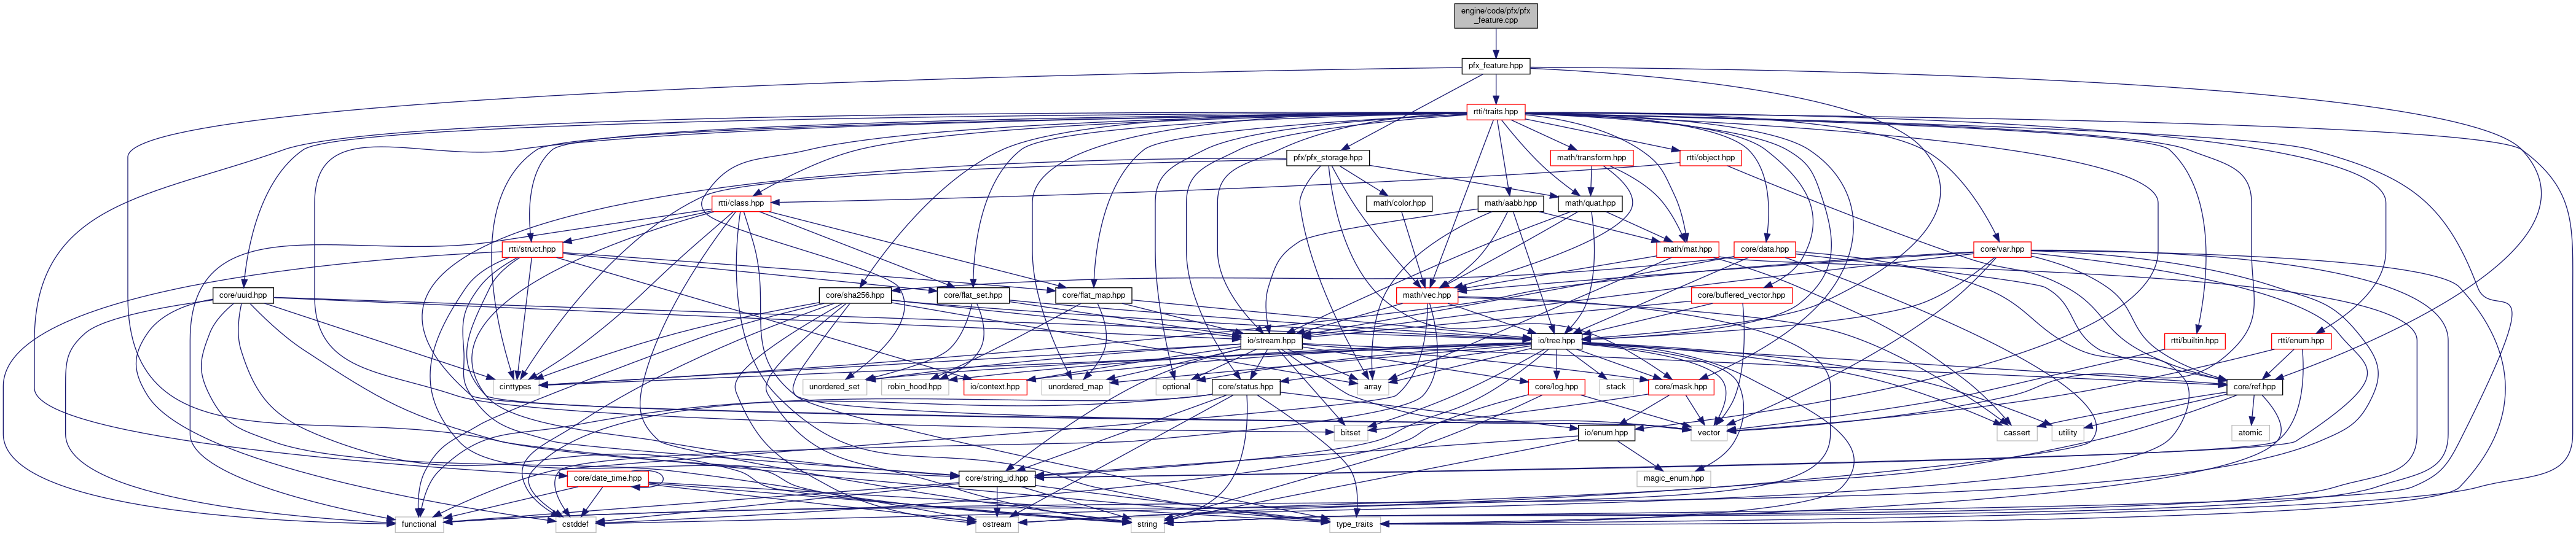 engine/code/pfx/pfx
_feature.cpp
pfx_feature.hpp
rtti/traits.hpp
pfx/pfx_storage.hpp
math/transform.hpp
rtti/object.hpp
rtti/class.hpp
math/color.hpp
math/aabb.hpp
math/quat.hpp
rtti/struct.hpp
math/mat.hpp
core/data.hpp
core/var.hpp
core/uuid.hpp
core/sha256.hpp
core/flat_set.hpp
core/flat_map.hpp
math/vec.hpp
core/buffered_vector.hpp
io/stream.hpp
io/tree.hpp
rtti/builtin.hpp
rtti/enum.hpp
cinttypes
unordered_set
robin_hood.hpp
io/context.hpp
unordered_map
optional
core/status.hpp
array
core/log.hpp
stack
core/mask.hpp
core/ref.hpp
bitset
io/enum.hpp
vector
cassert
utility
atomic
core/date_time.hpp
core/string_id.hpp
magic_enum.hpp
functional
cstddef
ostream
string
type_traits